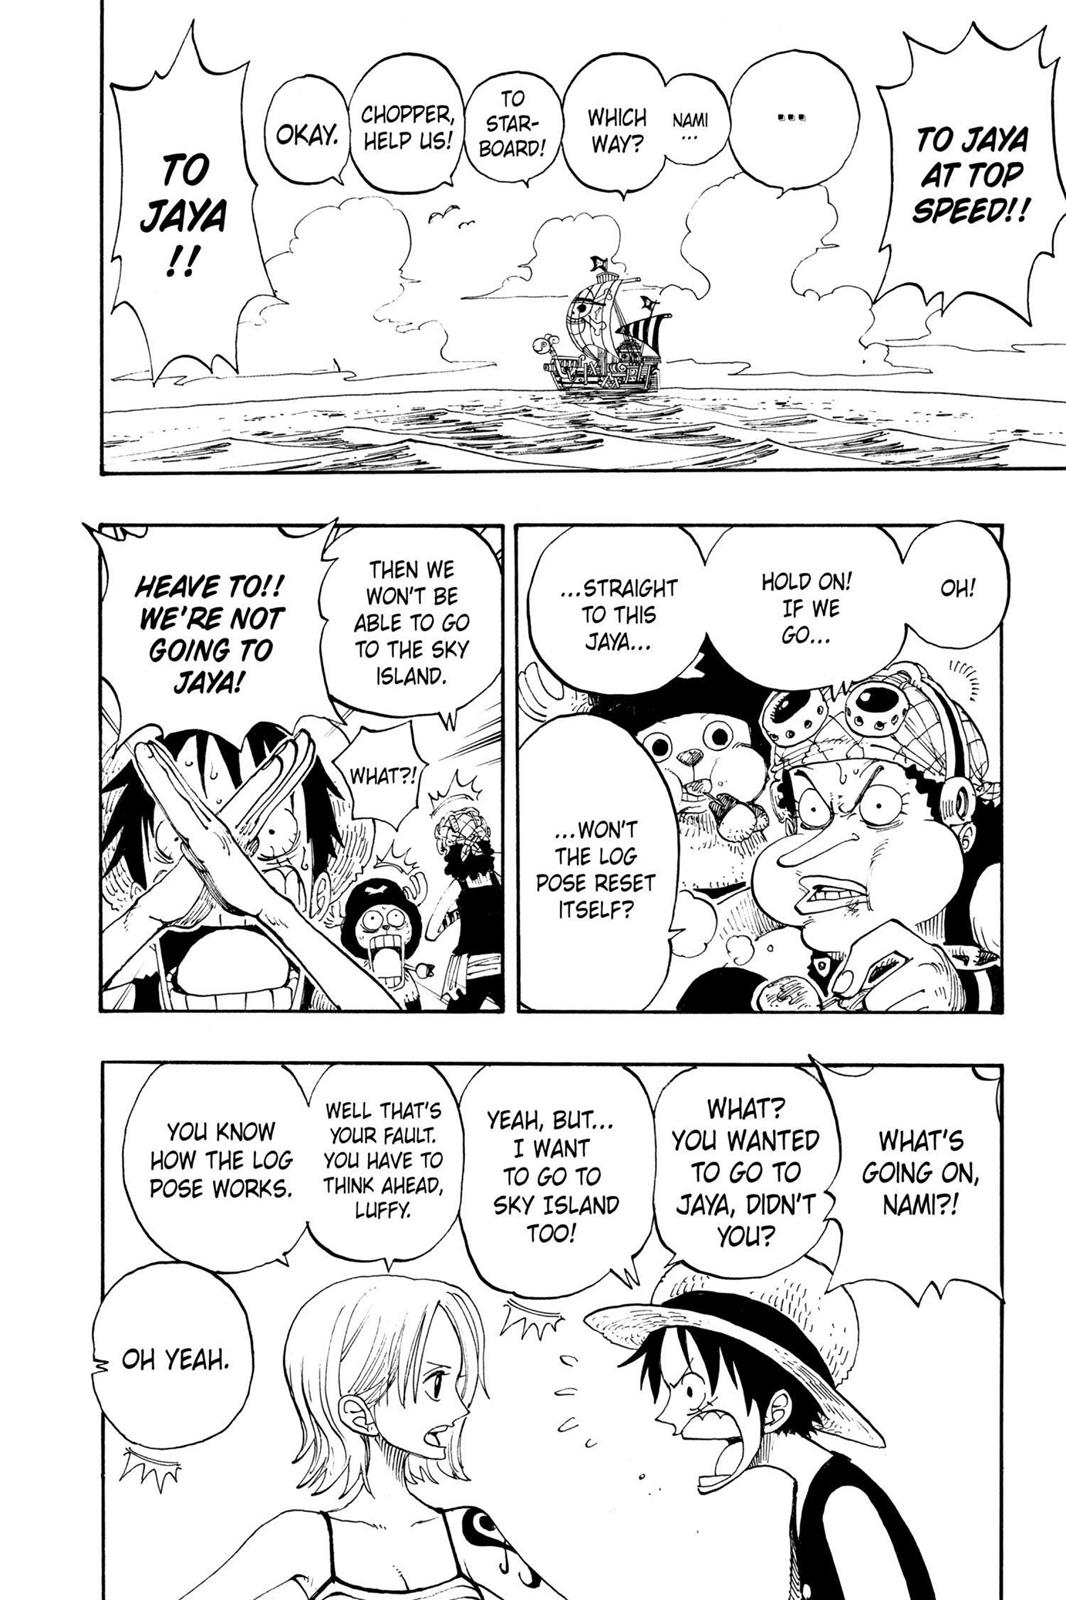 TO JAYA
AT TOP
SPEED!!
...
NAMI
...
WHICH
WAY?
TO
STAR-
BOARD!
CHOPPER,
HELP US!
OKAY.
TO
JAYA
!!
OH!
HOLD ON!
IF WE
GO...
...STRAIGHT
TO THIS
JAYA...
...WON'T
THE LOG
POSE RESET
ITSELF?
THEN WE
WON'T BE
ABLE TO GO
TO THE SKY
ISLAND.
WHAT?!
HEAVE TO!!
WE'RE NOT
GOING TO
JAYA!
WHAT'S
GOING ON,
NAMI?!
WHAT?
YOU WANTED
TO GO TO
JAYA, DIDN'T
YOU?
YEAH, BUT...
I WANT
TO GO TO
SKY ISLAND
TOO!
WELL THAT'S
YOUR FAULT.
YOU HAVE TO
THINK AHEAD,
LUFFY.
YOU KNOW
HOW THE LOG
POSE WORKS.
OH YEAH.